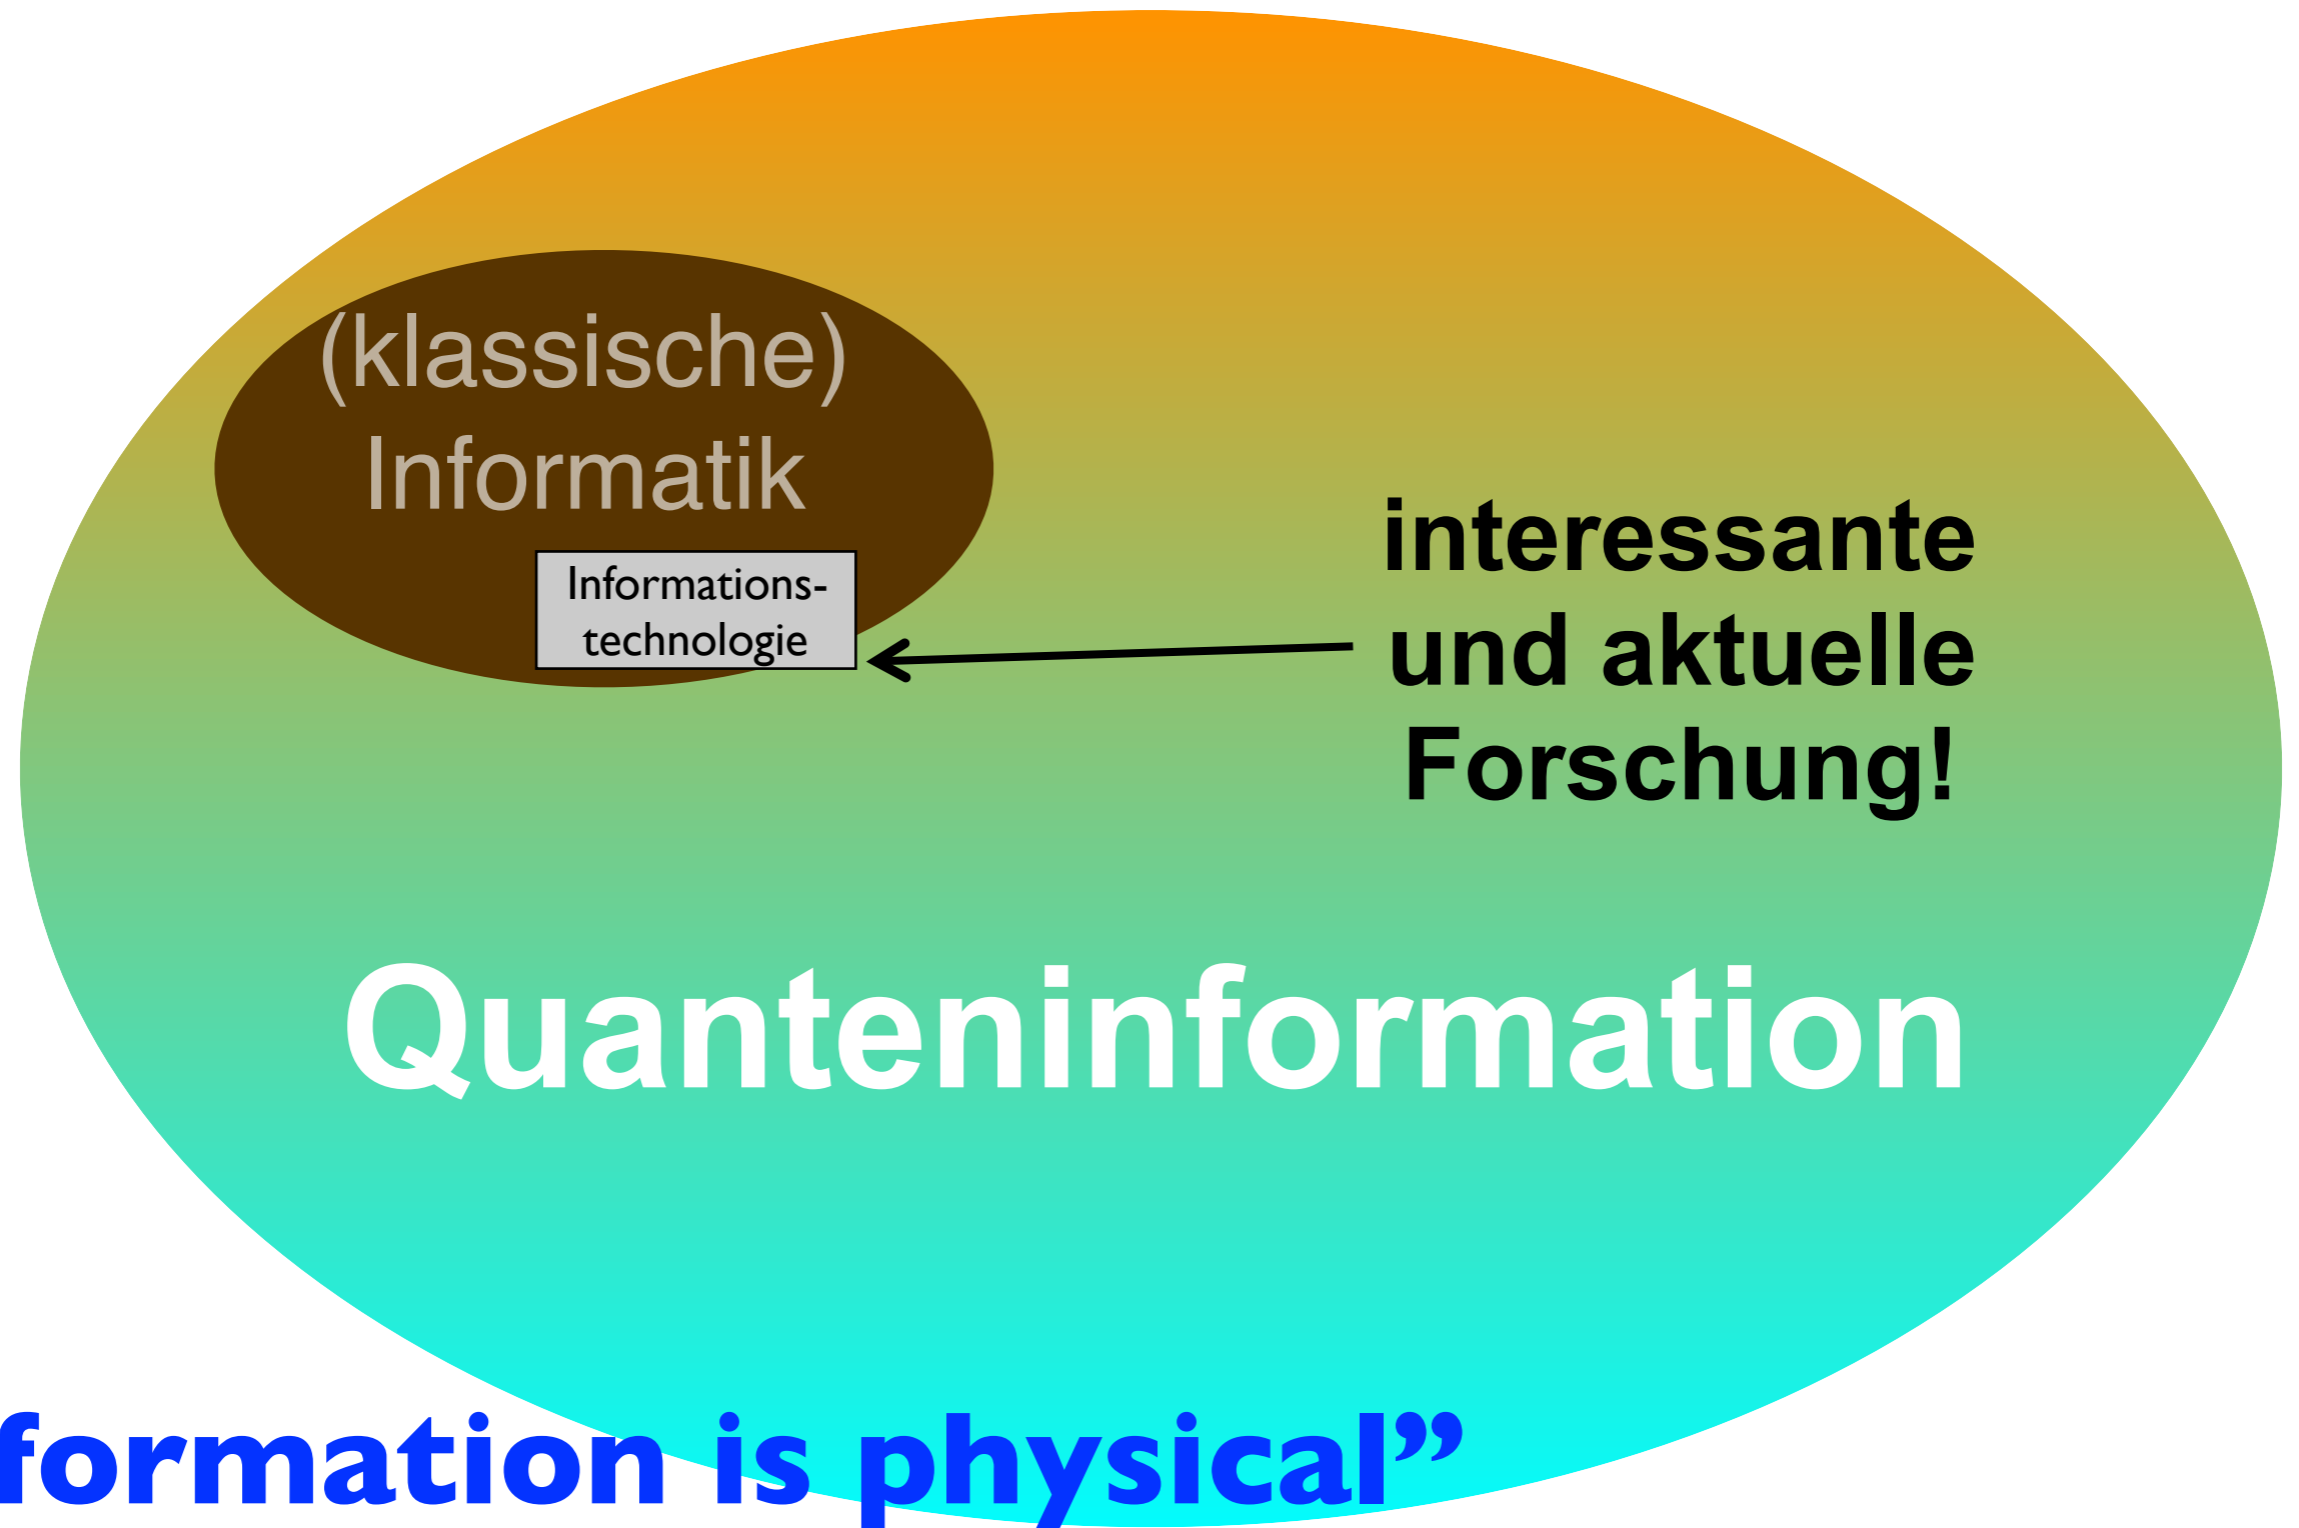 (klassische)
Informatik
Informations-
technologie
interessante
und aktuelle
Forschung!
Quanteninformation
formation is physical”